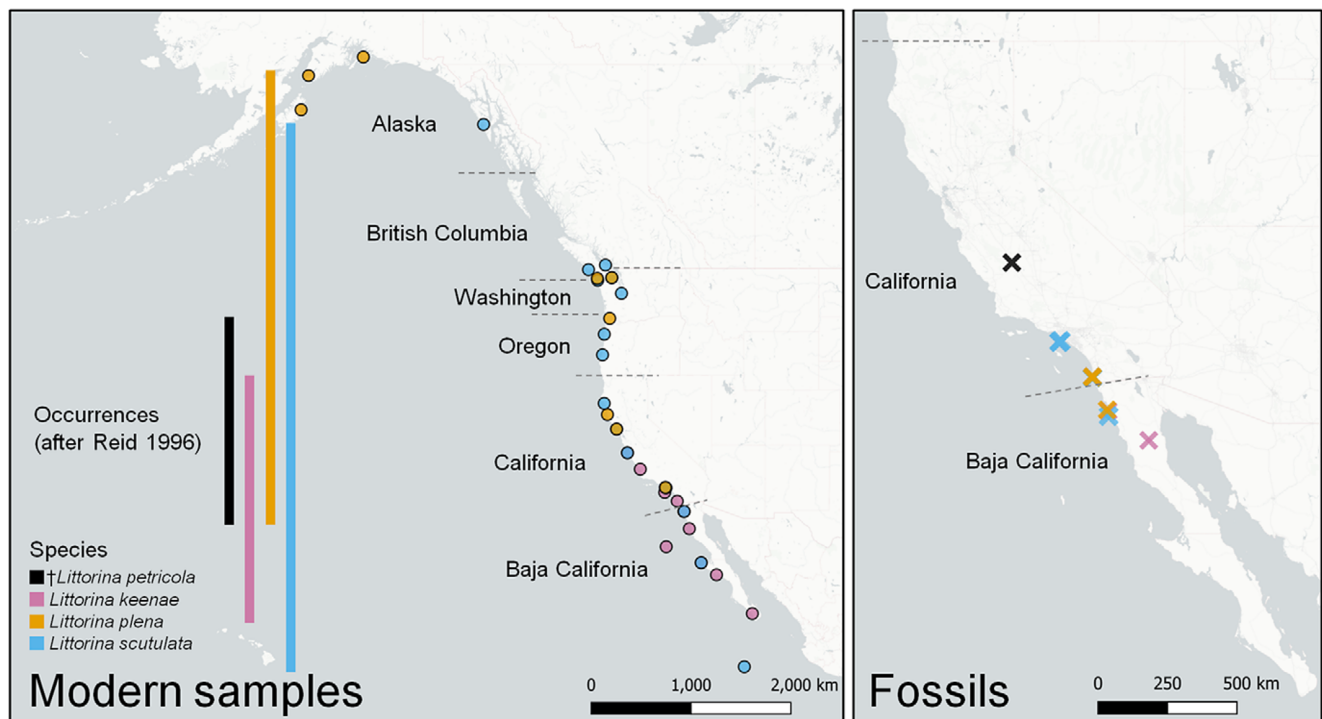 Alaska
British Columbia
Washington
Oregon
Occurrences
(after Reid 1996)
California
Species
†Littorina petricola
Littorina keenae
Littorina plena
Littorina scutulata
Baja California
Modern samples
0 1,000 2,000 km
California
Baja California
Fossils
0 250 500 km